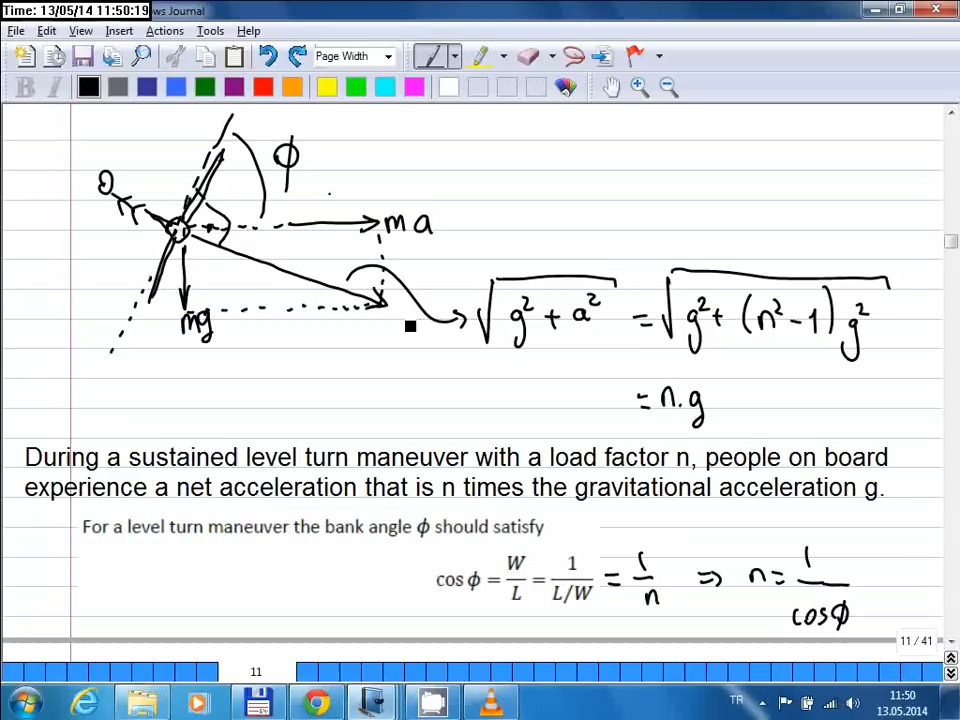 Time: 13/05/14 11:50:19
ws Journal
File Edit View Insert Actions Tools Help
Page Width
B I
ϕ
ma
mg
√(g² + a²) = √(g² + (n² - 1) g²)
= n.g
During a sustained level turn maneuver with a load factor n, people on board
experience a net acceleration that is n times the gravitational acceleration g.
For a level turn maneuver the bank angle ϕ should satisfy
cos ϕ = W/L = 1/(L/W) = 1/n ⇒ n = 1/cosϕ
11 / 41
11
TR
11:50
13.05.2014